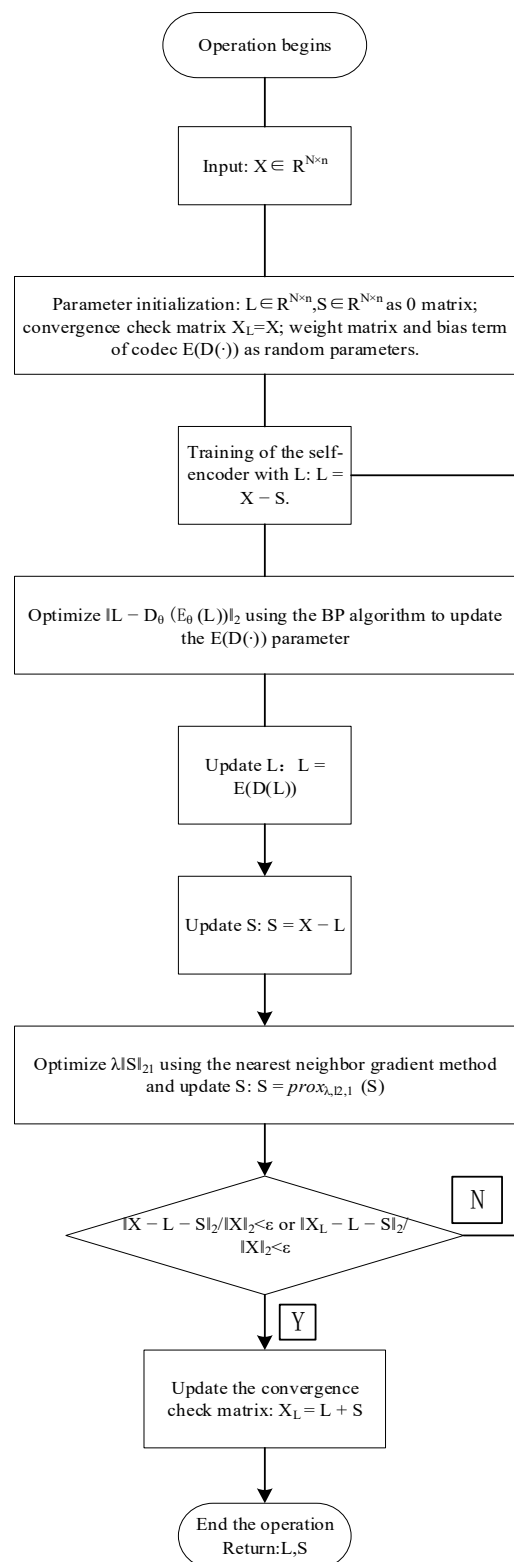 Operation begins
Input: X∈ R^{N×n}
Parameter initialization: L∈R^{N×n},S∈R^{N×n} as 0 matrix;
convergence check matrix X_L=X; weight matrix and bias term
of codec E(D(·)) as random parameters.
Training of the self-
encoder with L: L =
X − S.
Optimize ‖L − D_θ (E_θ (L))‖_2 using the BP algorithm to update
the E(D(·)) parameter
Update L: L =
E(D(L))
Update S: S = X − L
Optimize λ‖S‖_{21} using the nearest neighbor gradient method
and update S: S = prox_{λ,l2,1} (S)
‖X − L − S‖_2/‖X‖_2<ε or ‖X_L − L − S‖_2/
‖X‖_2<ε
N
Y
Update the convergence
check matrix: X_L = L + S
End the operation
Return:L,S